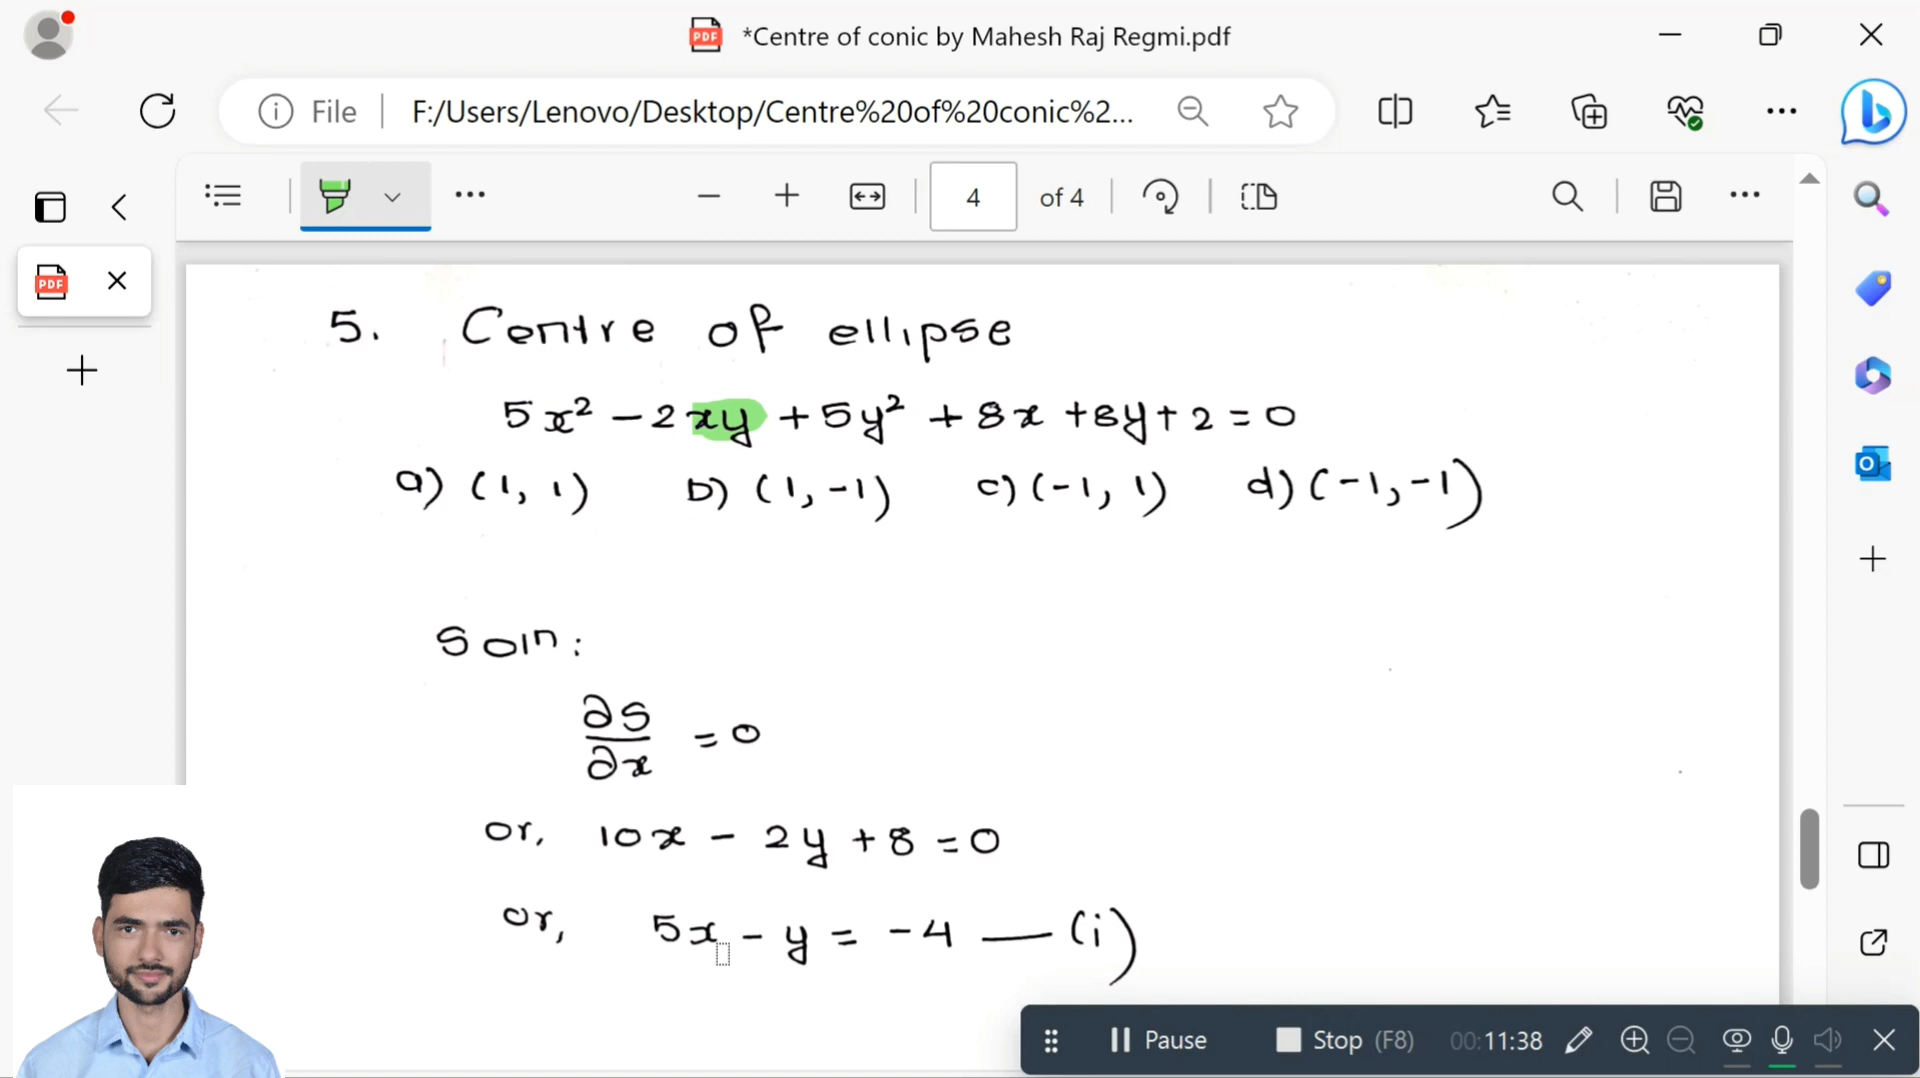 *Centre of conic by Mahesh Raj Regmi.pdf
File F:/Users/Lenovo/Desktop/Centre%20of%20conic%2...
4 of 4
5. Centre of ellipse
5x² - 2xy + 5y² + 8x + 8y + 2 = 0
a) (1, 1) b) (1, -1) c) (-1, 1) d) (-1, -1)
Soln:
∂S/∂x = 0
or, 10x - 2y + 8 = 0
or, 5x - y = -4 — (i)
Pause Stop (F8) 00:11:38